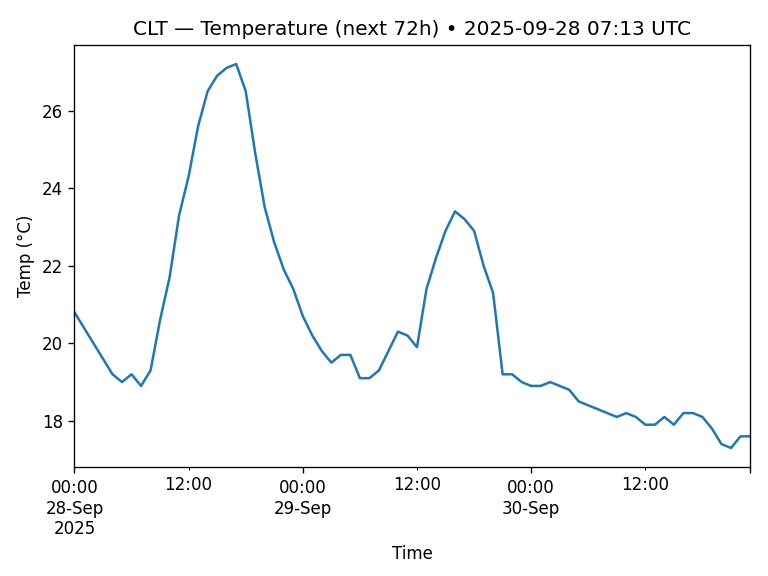 CLT — Temperature (next 72h) • 2025-09-28 07:13 UTC
Temp (°C)
26
24
22
20
18
00:00 12:00 00:00 12:00 00:00 12:00
28-Sep 29-Sep 30-Sep
2025
Time